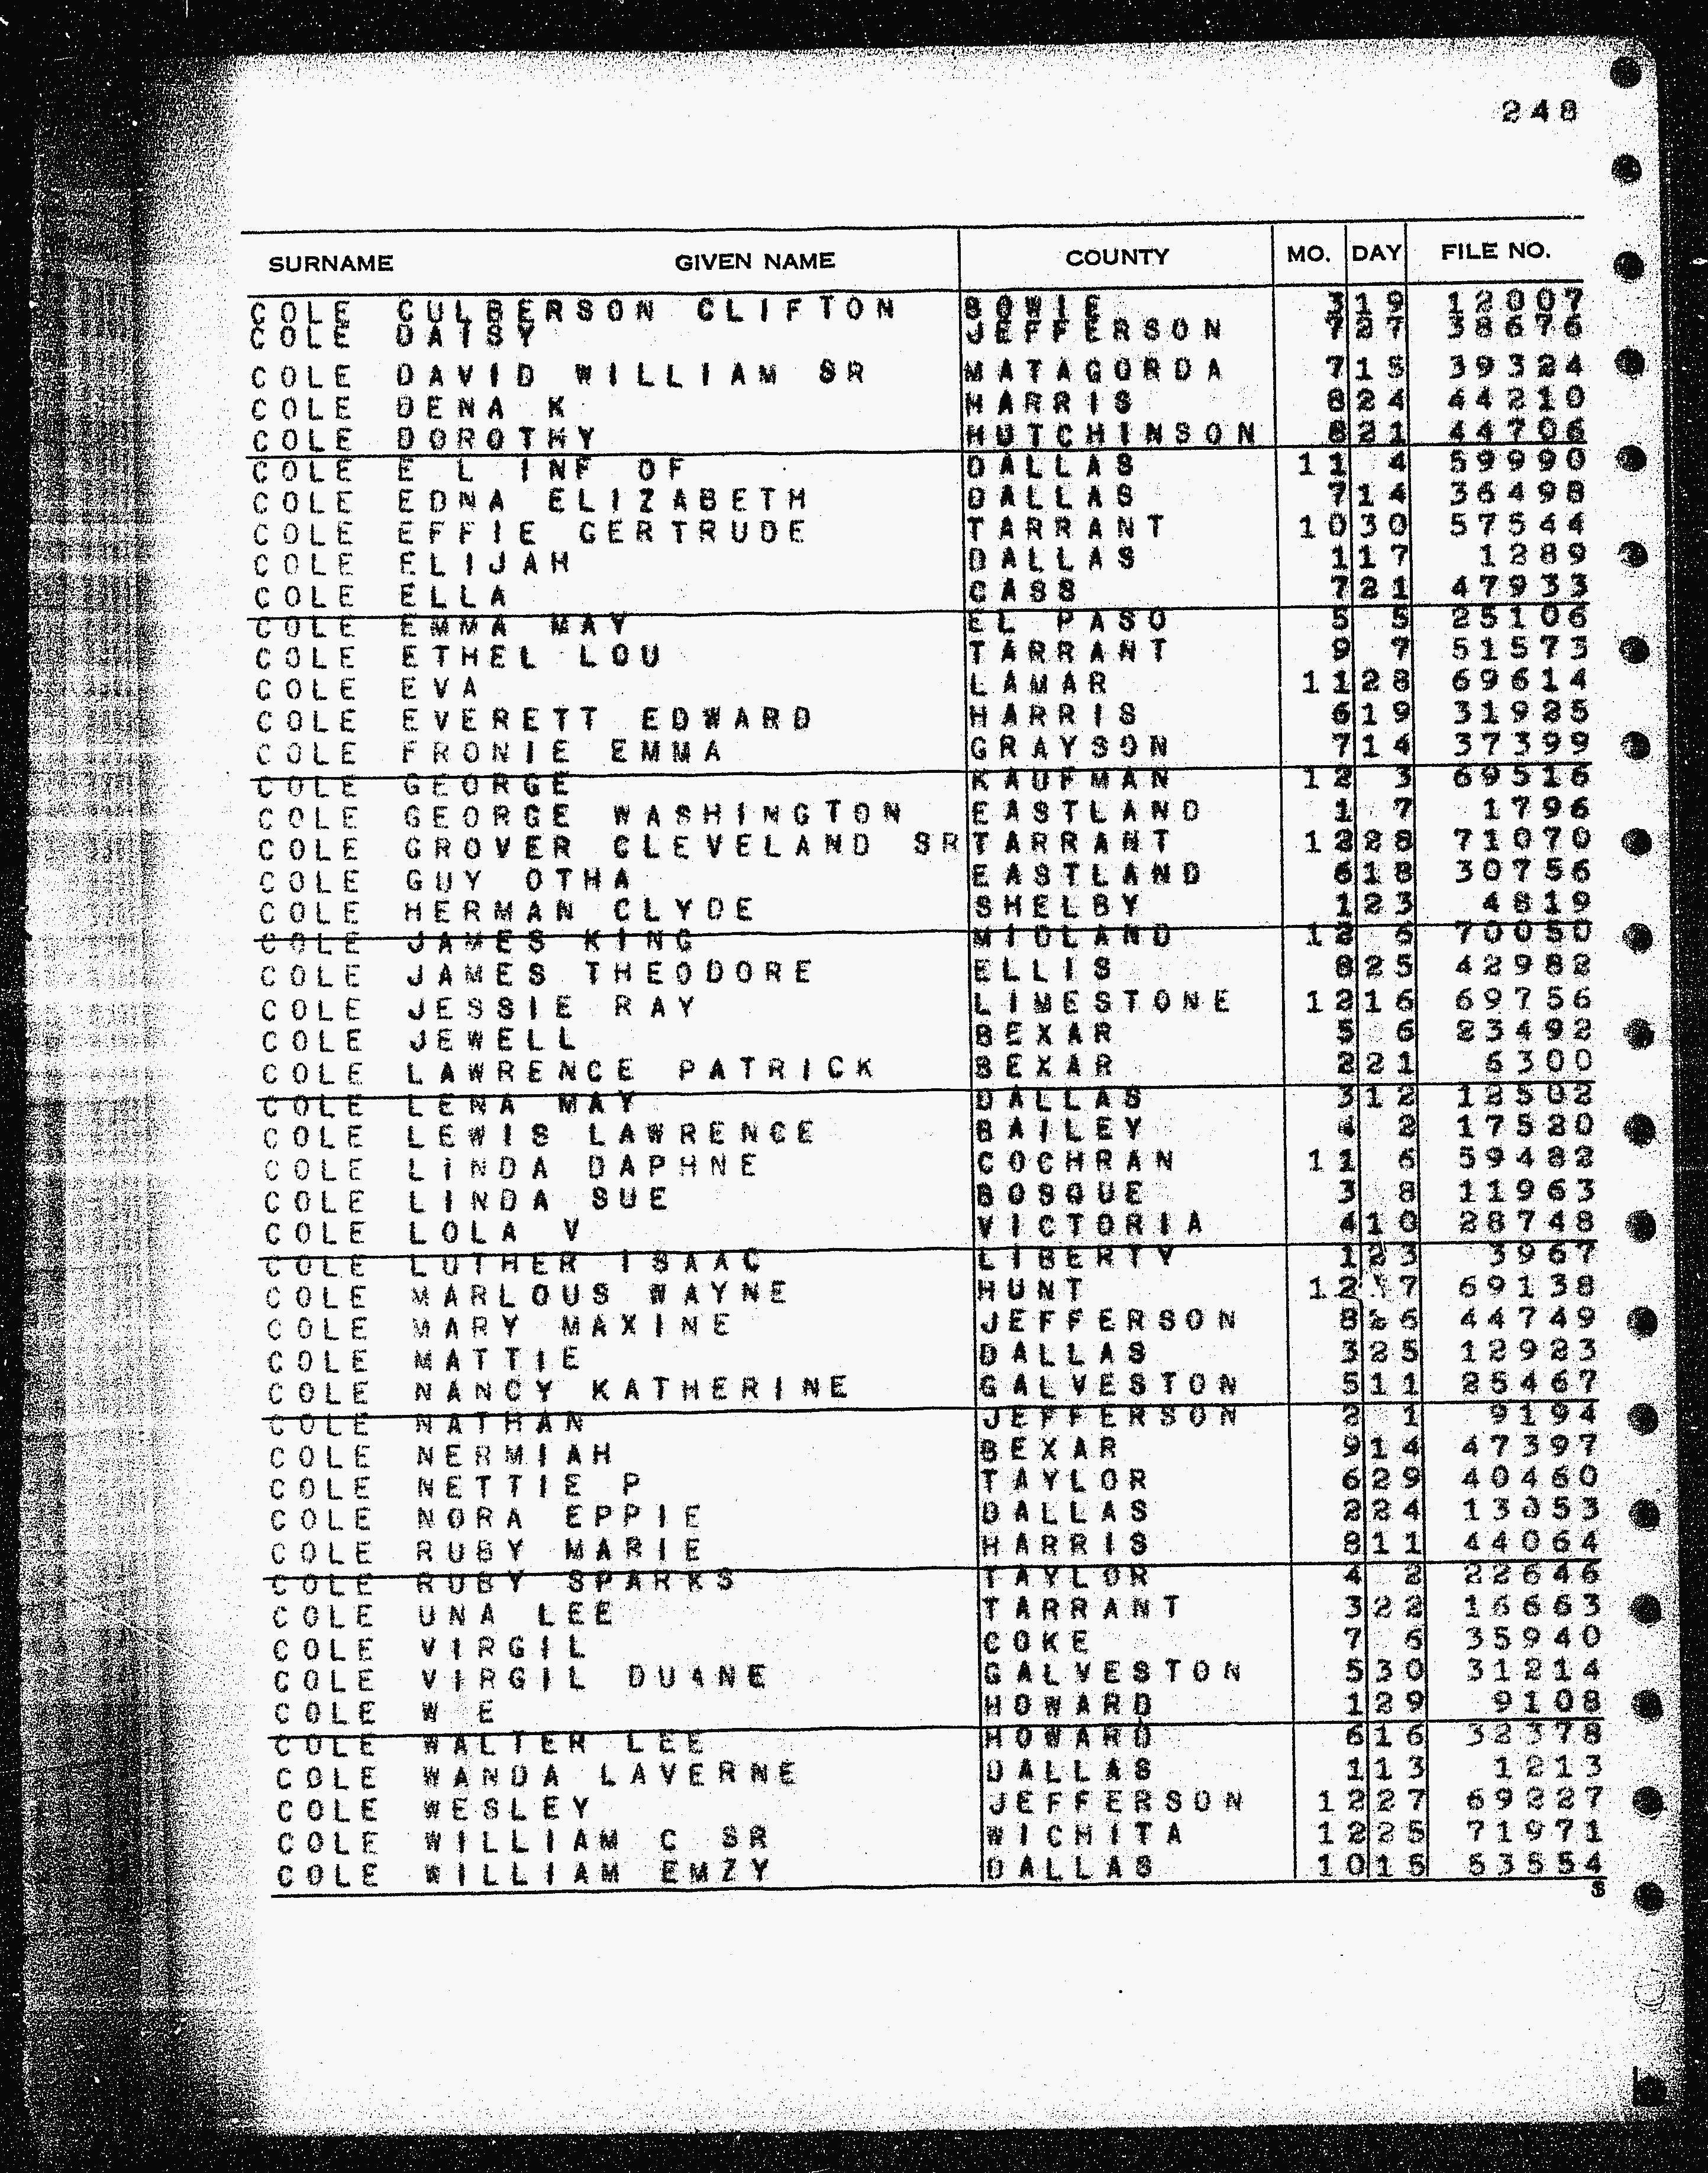 248
SURNAME GIVEN NAME COUNTY MO. DAY FILE NO.
COLE CULBERSON CLIFTON BOWIE 3 19 12007
COLE DAISY JEFFERSON 7 27 38676
COLE DAVID WILLIAM SR MATAGORDA 7 15 39324
COLE DENA K HARRIS 8 24 44210
COLE DOROTHY HUTCHINSON 8 21 44706
COLE E L INF OF DALLAS 11 4 59990
COLE EDNA ELIZABETH DALLAS 7 14 36498
COLE EFFIE GERTRUDE TARRANT 10 30 57544
COLE ELIJAH DALLAS 1 17 1289
COLE ELLA CASS 7 21 47933
COLE EMMA MAY EL PASO 5 5 25106
COLE ETHEL LOU TARRANT 9 7 51573
COLE EVA LAMAR 11 28 69614
COLE EVERETT EDWARD HARRIS 6 19 31925
COLE FRONIE EMMA GRAYSON 7 14 37399
COLE GEORGE KAUFMAN 12 3 69516
COLE GEORGE WASHINGTON EASTLAND 1 7 1796
COLE GROVER CLEVELAND SR TARRANT 12 28 71070
COLE GUY OTHA EASTLAND 6 18 30756
COLE HERMAN CLYDE SHELBY 1 23 4819
COLE JAMES KING MIDLAND 12 6 70050
COLE JAMES THEODORE ELLIS 8 25 42982
COLE JESSIE RAY LIMESTONE 12 16 69756
COLE JEWELL BEXAR 5 6 23492
COLE LAWRENCE PATRICK BEXAR 2 21 6300
COLE LENA MAY DALLAS 3 12 12502
COLE LEWIS LAWRENCE BAILEY 4 2 17520
COLE LINDA DAPHNE COCHRAN 11 6 59482
COLE LINDA SUE BOSQUE 3 8 11963
COLE LOLA V VICTORIA 4 10 28748
COLE LUTHER ISAAC LIBERTY 1 23 3967
COLE MARLOUS WAYNE HUNT 12 7 69138
COLE MARY MAXINE JEFFERSON 8 26 44749
COLE MATTIE DALLAS 3 25 12923
COLE NANCY KATHERINE GALVESTON 5 11 25467
COLE NATHAN JEFFERSON 2 1 9194
COLE NERMIAH BEXAR 9 14 47397
COLE NETTIE P TAYLOR 6 29 40460
COLE NORA EPPIE DALLAS 2 24 13053
COLE RUBY MARIE HARRIS 8 11 44064
COLE RUBY SPARKS TAYLOR 4 2 22646
COLE UNA LEE TARRANT 3 22 16663
COLE VIRGIL COKE 7 6 35940
COLE VIRGIL DUANE GALVESTON 5 30 31214
COLE W E HOWARD 1 29 9108
COLE WALTER LEE HOWARD 6 16 32378
COLE WANDA LAVERNE DALLAS 1 13 1213
COLE WESLEY JEFFERSON 12 27 69227
COLE WILLIAM C SR WICHITA 12 25 71971
COLE WILLIAM EMZY DALLAS 10 15 53554